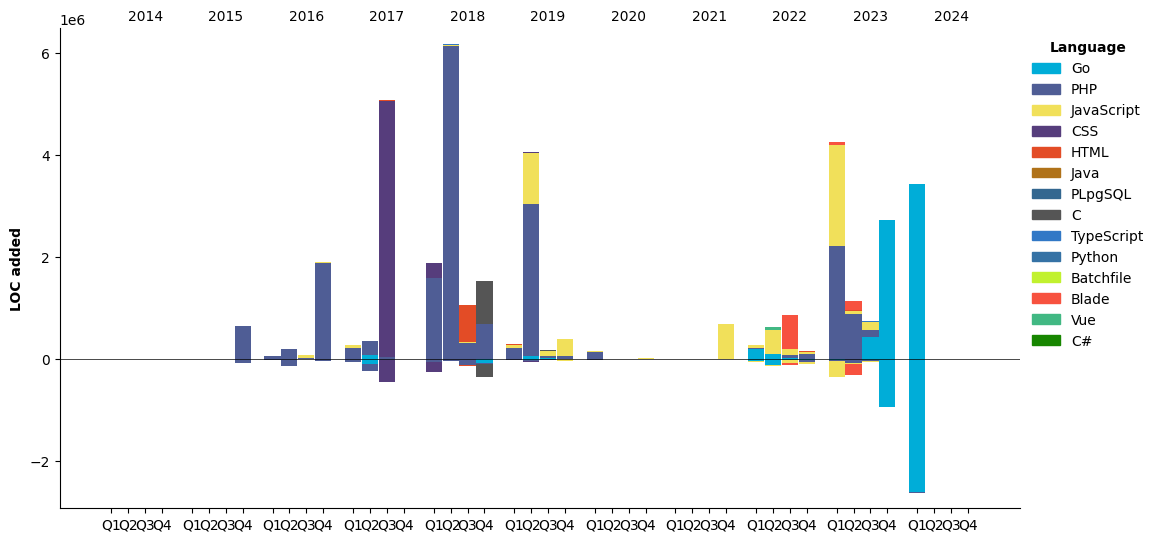 2014 2015 2016 2017 2018 2019 2020 2021 2022 2023 2024
1e6
6
4
2
0
−2
LOC added
Language
Go
PHP
JavaScript
CSS
HTML
Java
PLpgSQL
C
TypeScript
Python
Batchfile
Blade
Vue
C#
Q1Q2Q3Q4 Q1Q2Q3Q4 Q1Q2Q3Q4 Q1Q2Q3Q4 Q1Q2Q3Q4 Q1Q2Q3Q4 Q1Q2Q3Q4 Q1Q2Q3Q4 Q1Q2Q3Q4 Q1Q2Q3Q4 Q1Q2Q3Q4